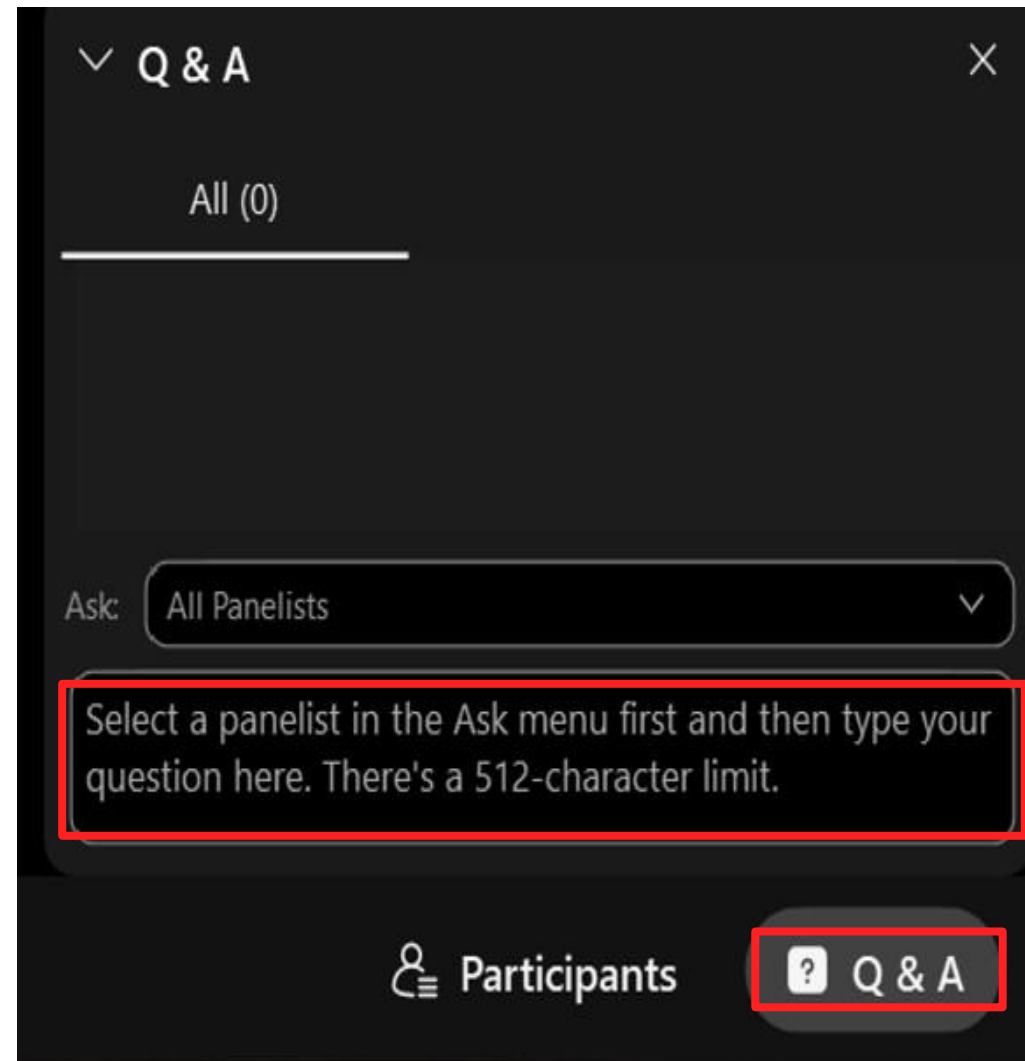 Q & A
All (0)
Ask: All Panelists
Select a panelist in the Ask menu first and then type your
question here. There's a 512-character limit.
Participants ? Q & A